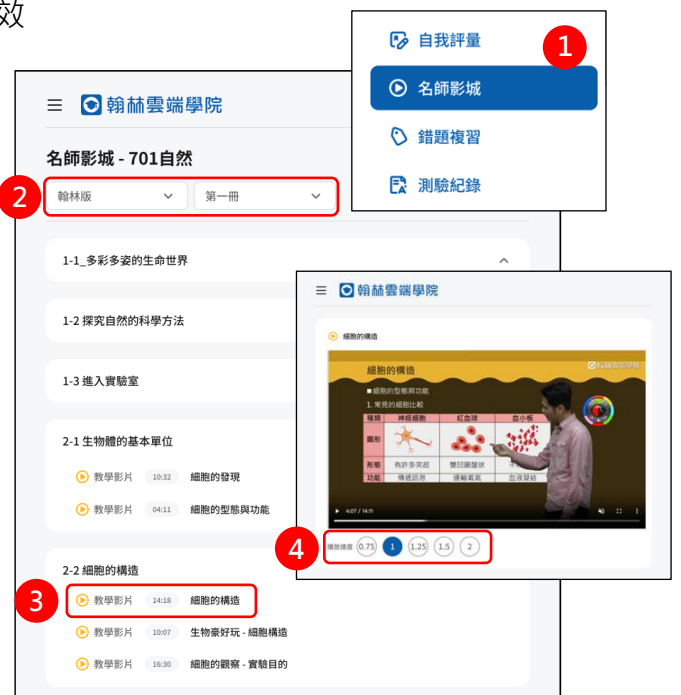 效
自我評量
1
名師影城
錯題複習
測驗紀錄
翰林雲端學院
名師影城 - 701自然
2
翰林版
第一冊
1-1_多彩多姿的生命世界
1-2 探究自然的科學方法
1-3 進入實驗室
2-1 生物體的基本單位
教學影片 10:32 細胞的發現
教學影片 04:11 細胞的型態與功能
2-2 細胞的構造
3
教學影片 14:18 細胞的構造
教學影片 10:07 生物豪好玩 - 細胞構造
教學影片 16:30 細胞的觀察 - 實驗目的
翰林雲端學院
細胞的構造
細胞的構造
■細胞的型態與功能
1. 常見的細胞比較
種類 神經細胞 紅血球 血小板
圖形
形態 有許多突起 雙凹圓盤狀
功能 傳遞訊息 運輸氧氣 血液凝結
4:07 / 14:11
4
播放速度 0.75 1 1.25 1.5 2